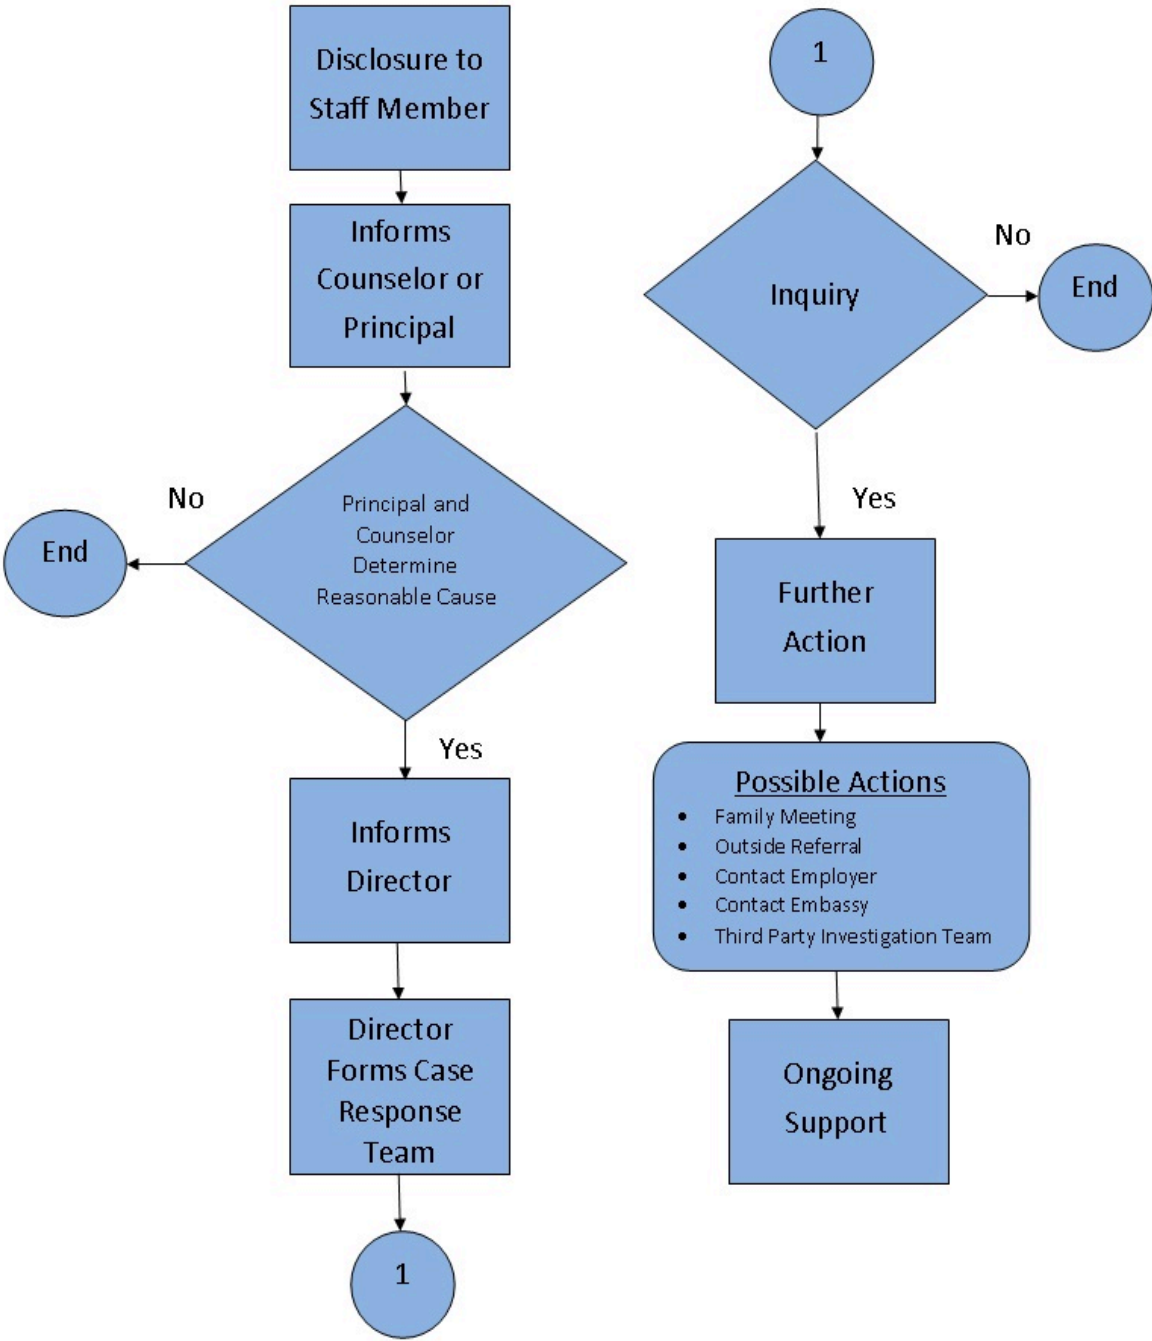 Disclosure to
Staff Member
Informs
Counselor or
Principal
Principal and
Counselor
Determine
Reasonable Cause
No
End
Yes
Informs
Director
Director
Forms Case
Response
Team
1
1
Inquiry
No
End
Yes
Further
Action
Possible Actions
• Family Meeting
• Outside Referral
• Contact Employer
• Contact Embassy
• Third Party Investigation Team
Ongoing
Support